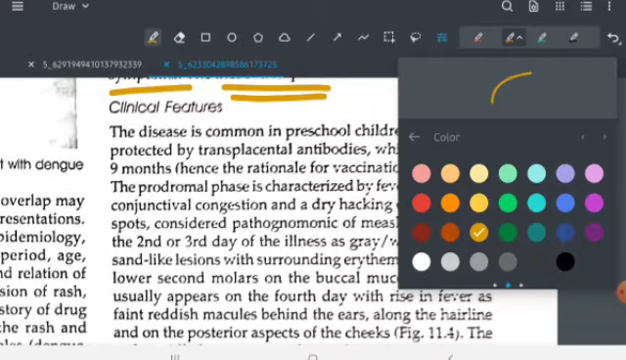 Draw
5_6291949410137932339
5_6233042898586173725
Clinical Features
Color
t with dengue
overlap may
resentations.
pidemiology,
period, age,
nd relation of
sion of rash,
story of drug
the rash and
The disease is common in preschool childre
protected by transplacental antibodies, whi
9 months (hence the rationale for vaccinatio
The prodromal phase is characterized by fev
conjunctival congestion and a dry hacking
spots, considered pathognomonic of measl
the 2nd or 3rd day of the illness as gray/w
sand-like lesions with surrounding erythem
lower second molars on the buccal muc
usually appears on the fourth day with rise in fever as
faint reddish macules behind the ears, along the hairline
and on the posterior aspects of the cheeks (Fig. 11.4). The